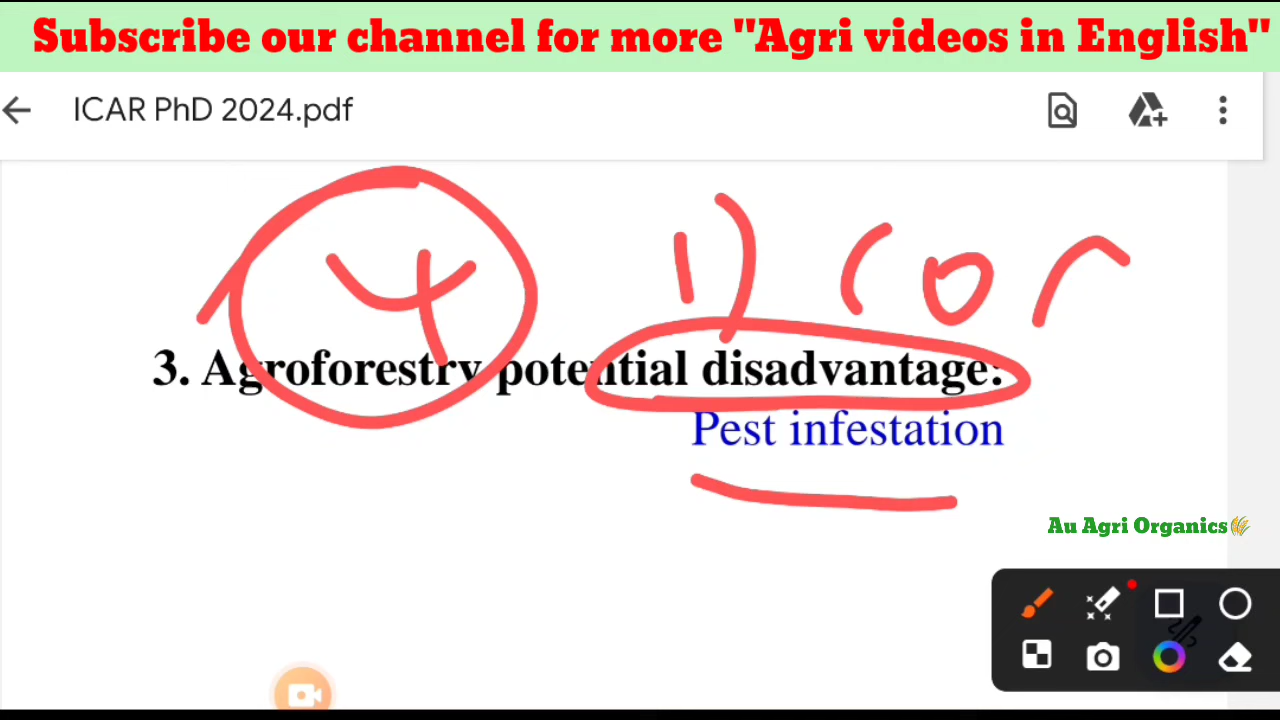 Subscribe our channel for more "Agri videos in English"
ICAR PhD 2024.pdf
4 1) Cor
3. Agroforestry potential disadvantage:
Pest infestation
Au Agri Organics